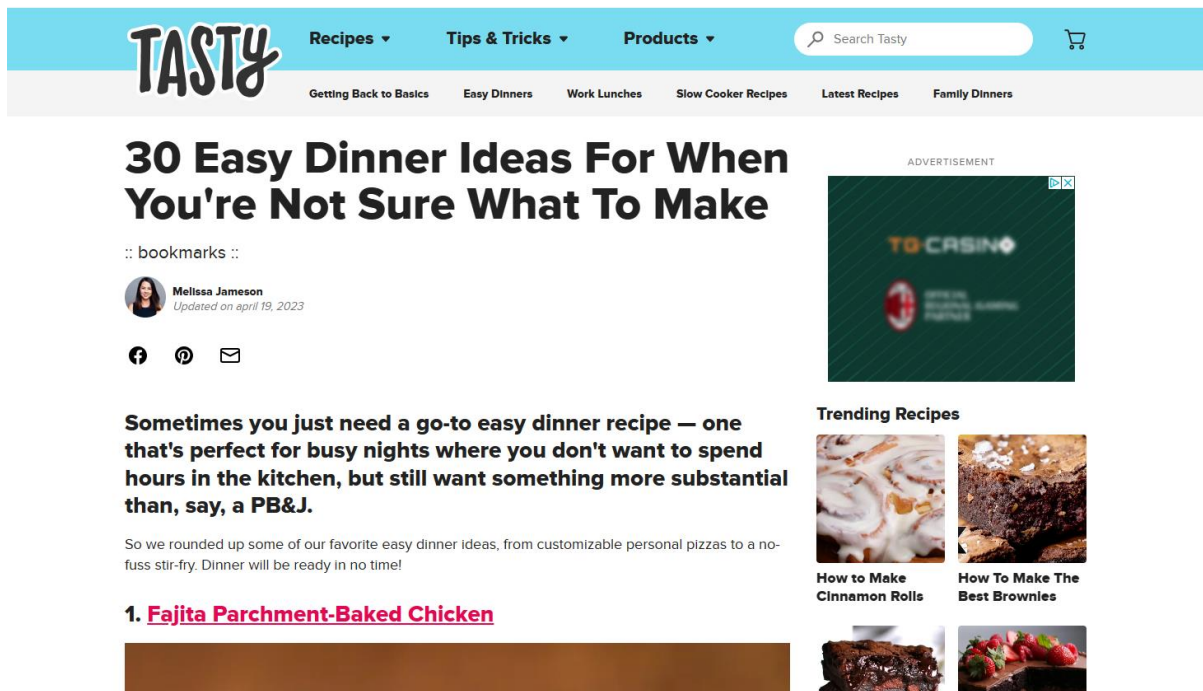 TASTY
Recipes
Tips & Tricks
Products
Search Tasty
Getting Back to Basics
Easy Dinners
Work Lunches
Slow Cooker Recipes
Latest Recipes
Family Dinners
30 Easy Dinner Ideas For When
You're Not Sure What To Make
:: bookmarks ::
Melissa Jameson
Updated on april 19, 2023
Sometimes you just need a go-to easy dinner recipe — one
that's perfect for busy nights where you don't want to spend
hours in the kitchen, but still want something more substantial
than, say, a PB&J.
So we rounded up some of our favorite easy dinner ideas, from customizable personal pizzas to a no-
fuss stir-fry. Dinner will be ready in no time!
1. Fajita Parchment-Baked Chicken
ADVERTISEMENT
TG·CASINO
OFFICIAL
REGIONAL
PARTNER
Trending Recipes
How to Make
Cinnamon Rolls
How To Make The
Best Brownies